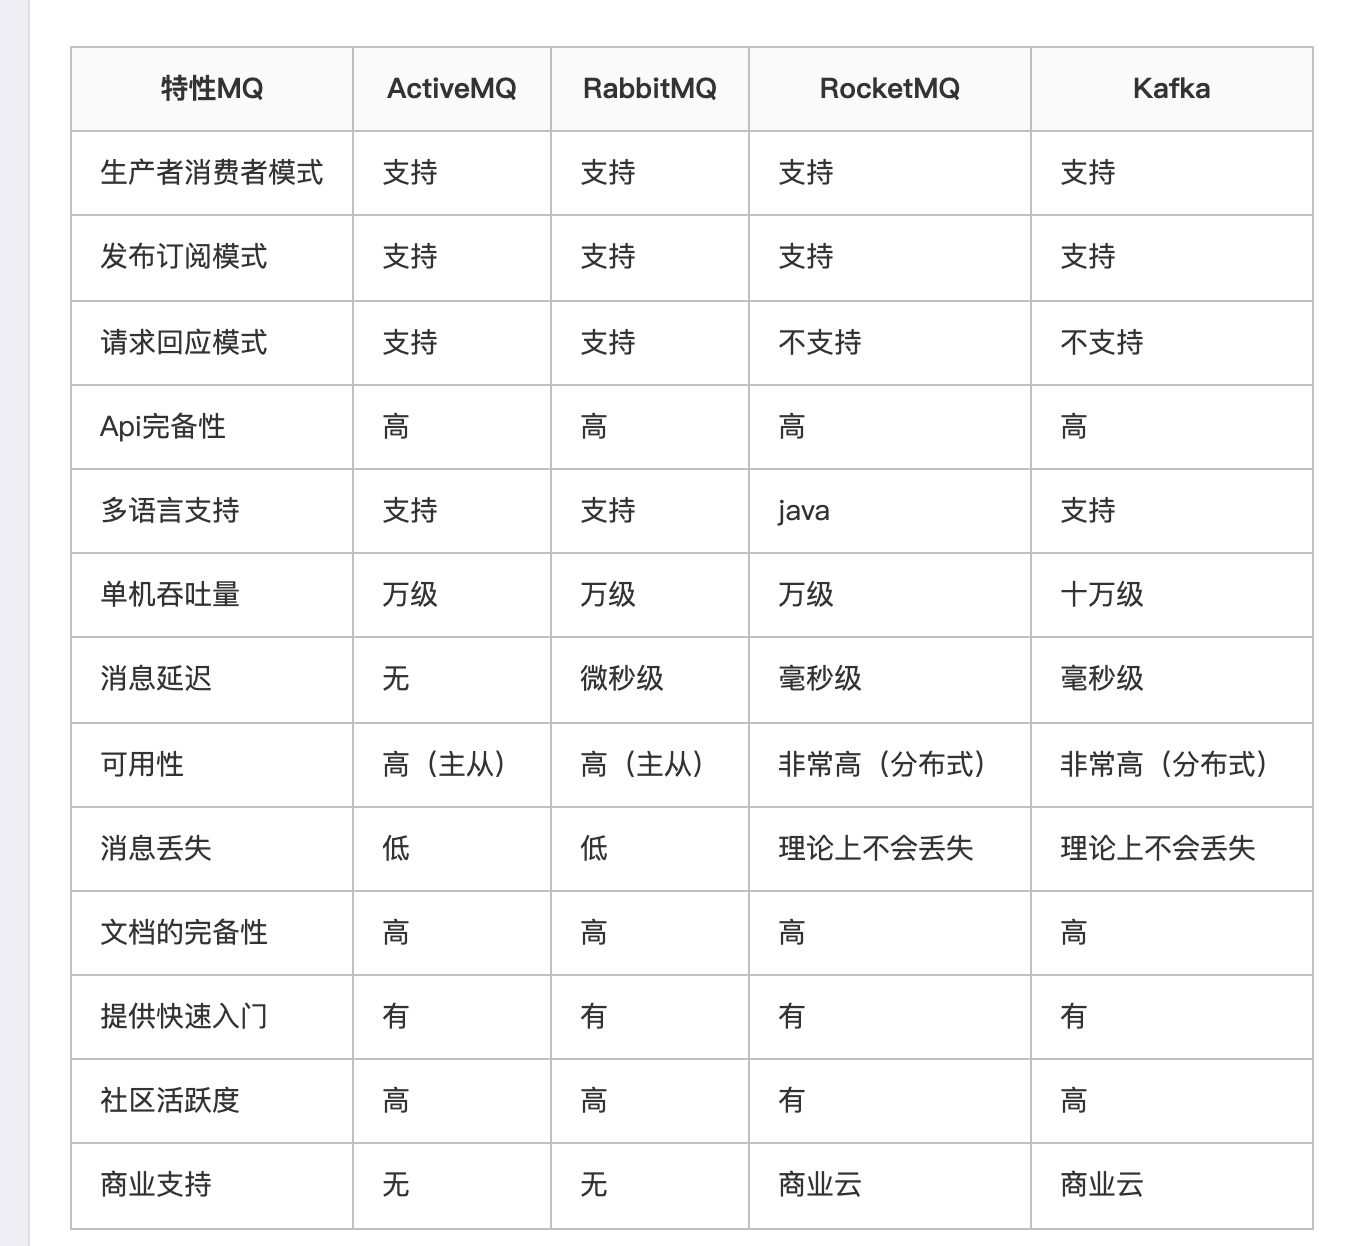 特性MQ ActiveMQ RabbitMQ RocketMQ Kafka
生产者消费者模式 支持 支持 支持 支持
发布订阅模式 支持 支持 支持 支持
请求回应模式 支持 支持 不支持 不支持
Api完备性 高 高 高 高
多语言支持 支持 支持 java 支持
单机吞吐量 万级 万级 万级 十万级
消息延迟 无 微秒级 毫秒级 毫秒级
可用性 高（主从） 高（主从） 非常高（分布式） 非常高（分布式）
消息丢失 低 低 理论上不会丢失 理论上不会丢失
文档的完备性 高 高 高 高
提供快速入门 有 有 有 有
社区活跃度 高 高 有 高
商业支持 无 无 商业云 商业云